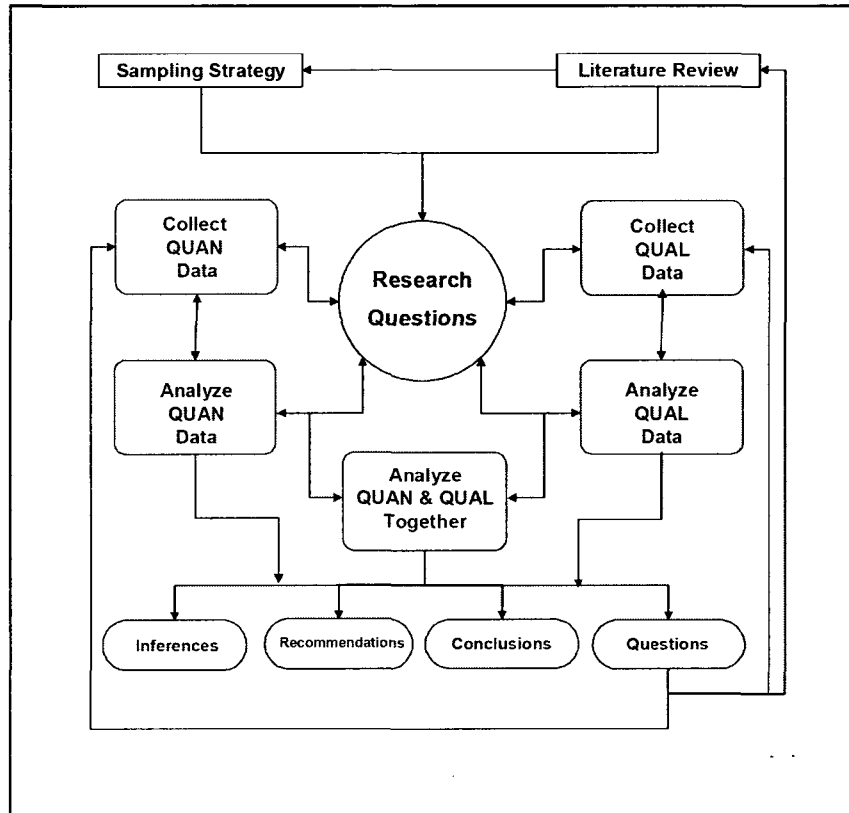 Sampling Strategy
Literature Review
Collect
QUAN
Data
Collect
QUAL
Data
Research
Questions
Analyze
QUAN
Data
Analyze
QUAL
Data
Analyze
QUAN & QUAL
Together
Inferences
Recommendations
Conclusions
Questions